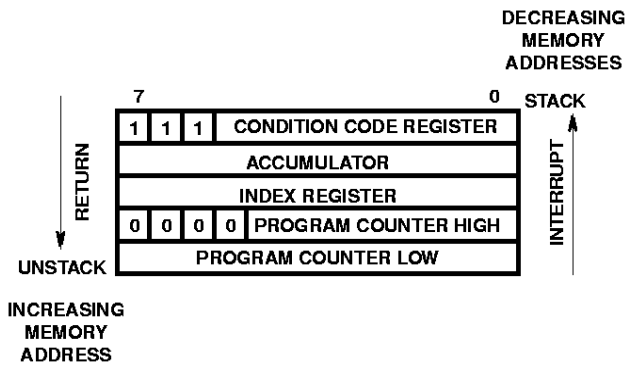 DECREASING
MEMORY
ADDRESSES
7 0 STACK
1 1 1 CONDITION CODE REGISTER
ACCUMULATOR
INDEX REGISTER
0 0 0 0 PROGRAM COUNTER HIGH
PROGRAM COUNTER LOW
RETURN
INTERRUPT
UNSTACK
INCREASING
MEMORY
ADDRESS